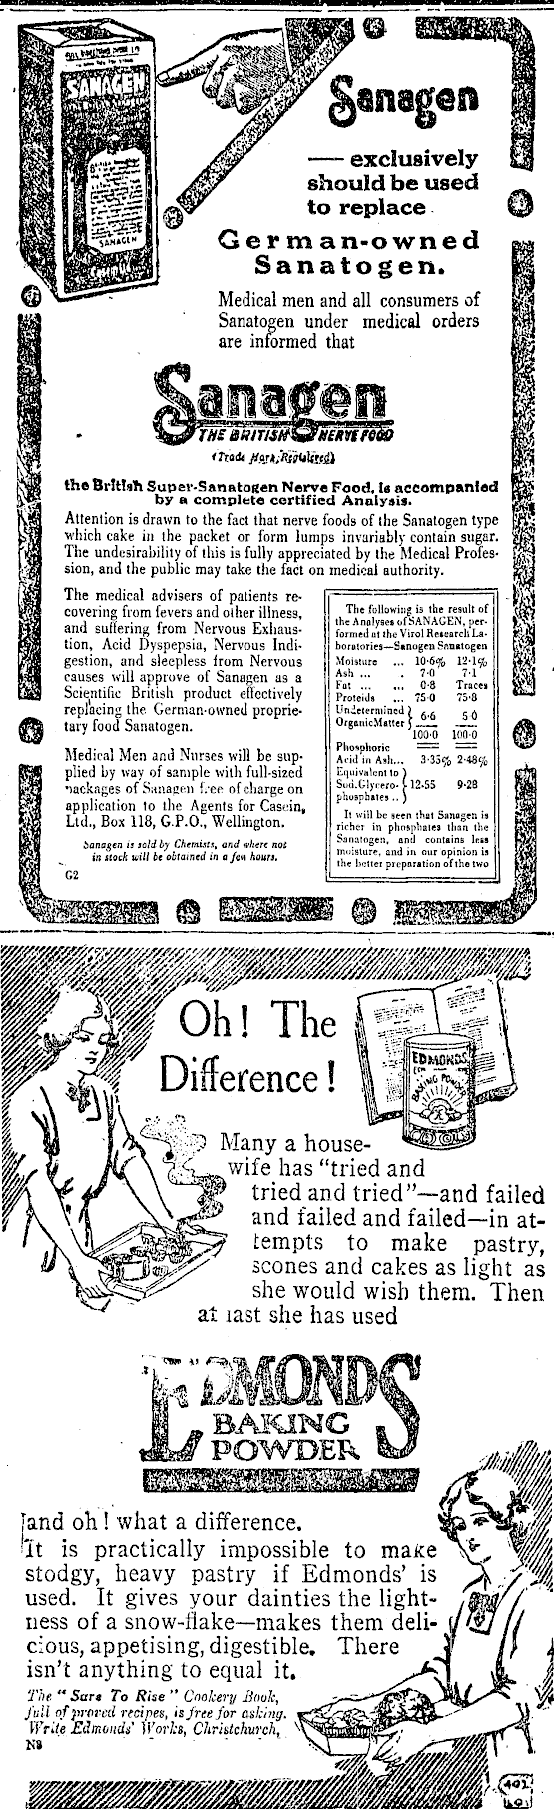 SANAGEN
SANAGEN
Sanagen
— exclusively
should be used
to replace
German-owned
Sanatogen.
Medical men and all consumers of
Sanatogen under medical orders
are informed that
Sanagen
THE BRITISH NERVE FOOD
(Trade Mark, Registered)
the British Super-Sanatogen Nerve Food, is accompanied
by a complete certified Analysis.
Attention is drawn to the fact that nerve foods of the Sanatogen type
which cake in the packet or form lumps invariably contain sugar.
The undesirability of this is fully appreciated by the Medical Profes-
sion, and the public may take the fact on medical authority.
The medical advisers of patients re-
covering from fevers and other illness,
and suffering from Nervous Exhaus-
tion, Acid Dyspepsia, Nervous Indi-
gestion, and sleepless from Nervous
causes will approve of Sanagen as a
Scientific British product effectively
replacing the German-owned proprie-
tary food Sanatogen.
Medical Men and Nurses will be sup-
plied by way of sample with full-sized
packages of Sanagen free of charge on
application to the Agents for Casein,
Ltd., Box 118, G.P.O., Wellington.
Sanagen is sold by Chemists, and where not
in stock will be obtained in a few hours.
G2
The following is the result of
the Analyses of SANAGEN, per-
formed at the Virol Research La-
boratories—Sanogen Sanatogen
Moisture ... 10·6% 12·1%
Ash ... . 7·0 7·1
Fat ... ... 0·8 Traces
Proteids ... 75·0 75·8
Undetermined
Organic Matter } 6·6 5·0
100·0 100·0
Phosphoric
Acid in Ash... 3·35% 2·48%
Equivalent to
Sod. Glycero- } 12·55 9·28
phosphates ..
It will be seen that Sanagen is
richer in phosphates than the
Sanatogen, and contains less
moisture, and in our opinion is
the better preparation of the two
Oh! The
Difference!
EDMONDS
BAKING POWDER
Many a house-
wife has "tried and
tried and tried"—and failed
and failed and failed—in at-
tempts to make pastry,
scones and cakes as light as
she would wish them. Then
at last she has used
EDMONDS
BAKING
POWDER
and oh! what a difference.
It is practically impossible to make
stodgy, heavy pastry if Edmonds' is
used. It gives your dainties the light-
ness of a snow-flake—makes them deli-
cious, appetising, digestible. There
isn't anything to equal it.
The "Sure To Rise" Cookery Book,
full of proved recipes, is free for asking.
Write Edmonds' Works, Christchurch,
N8